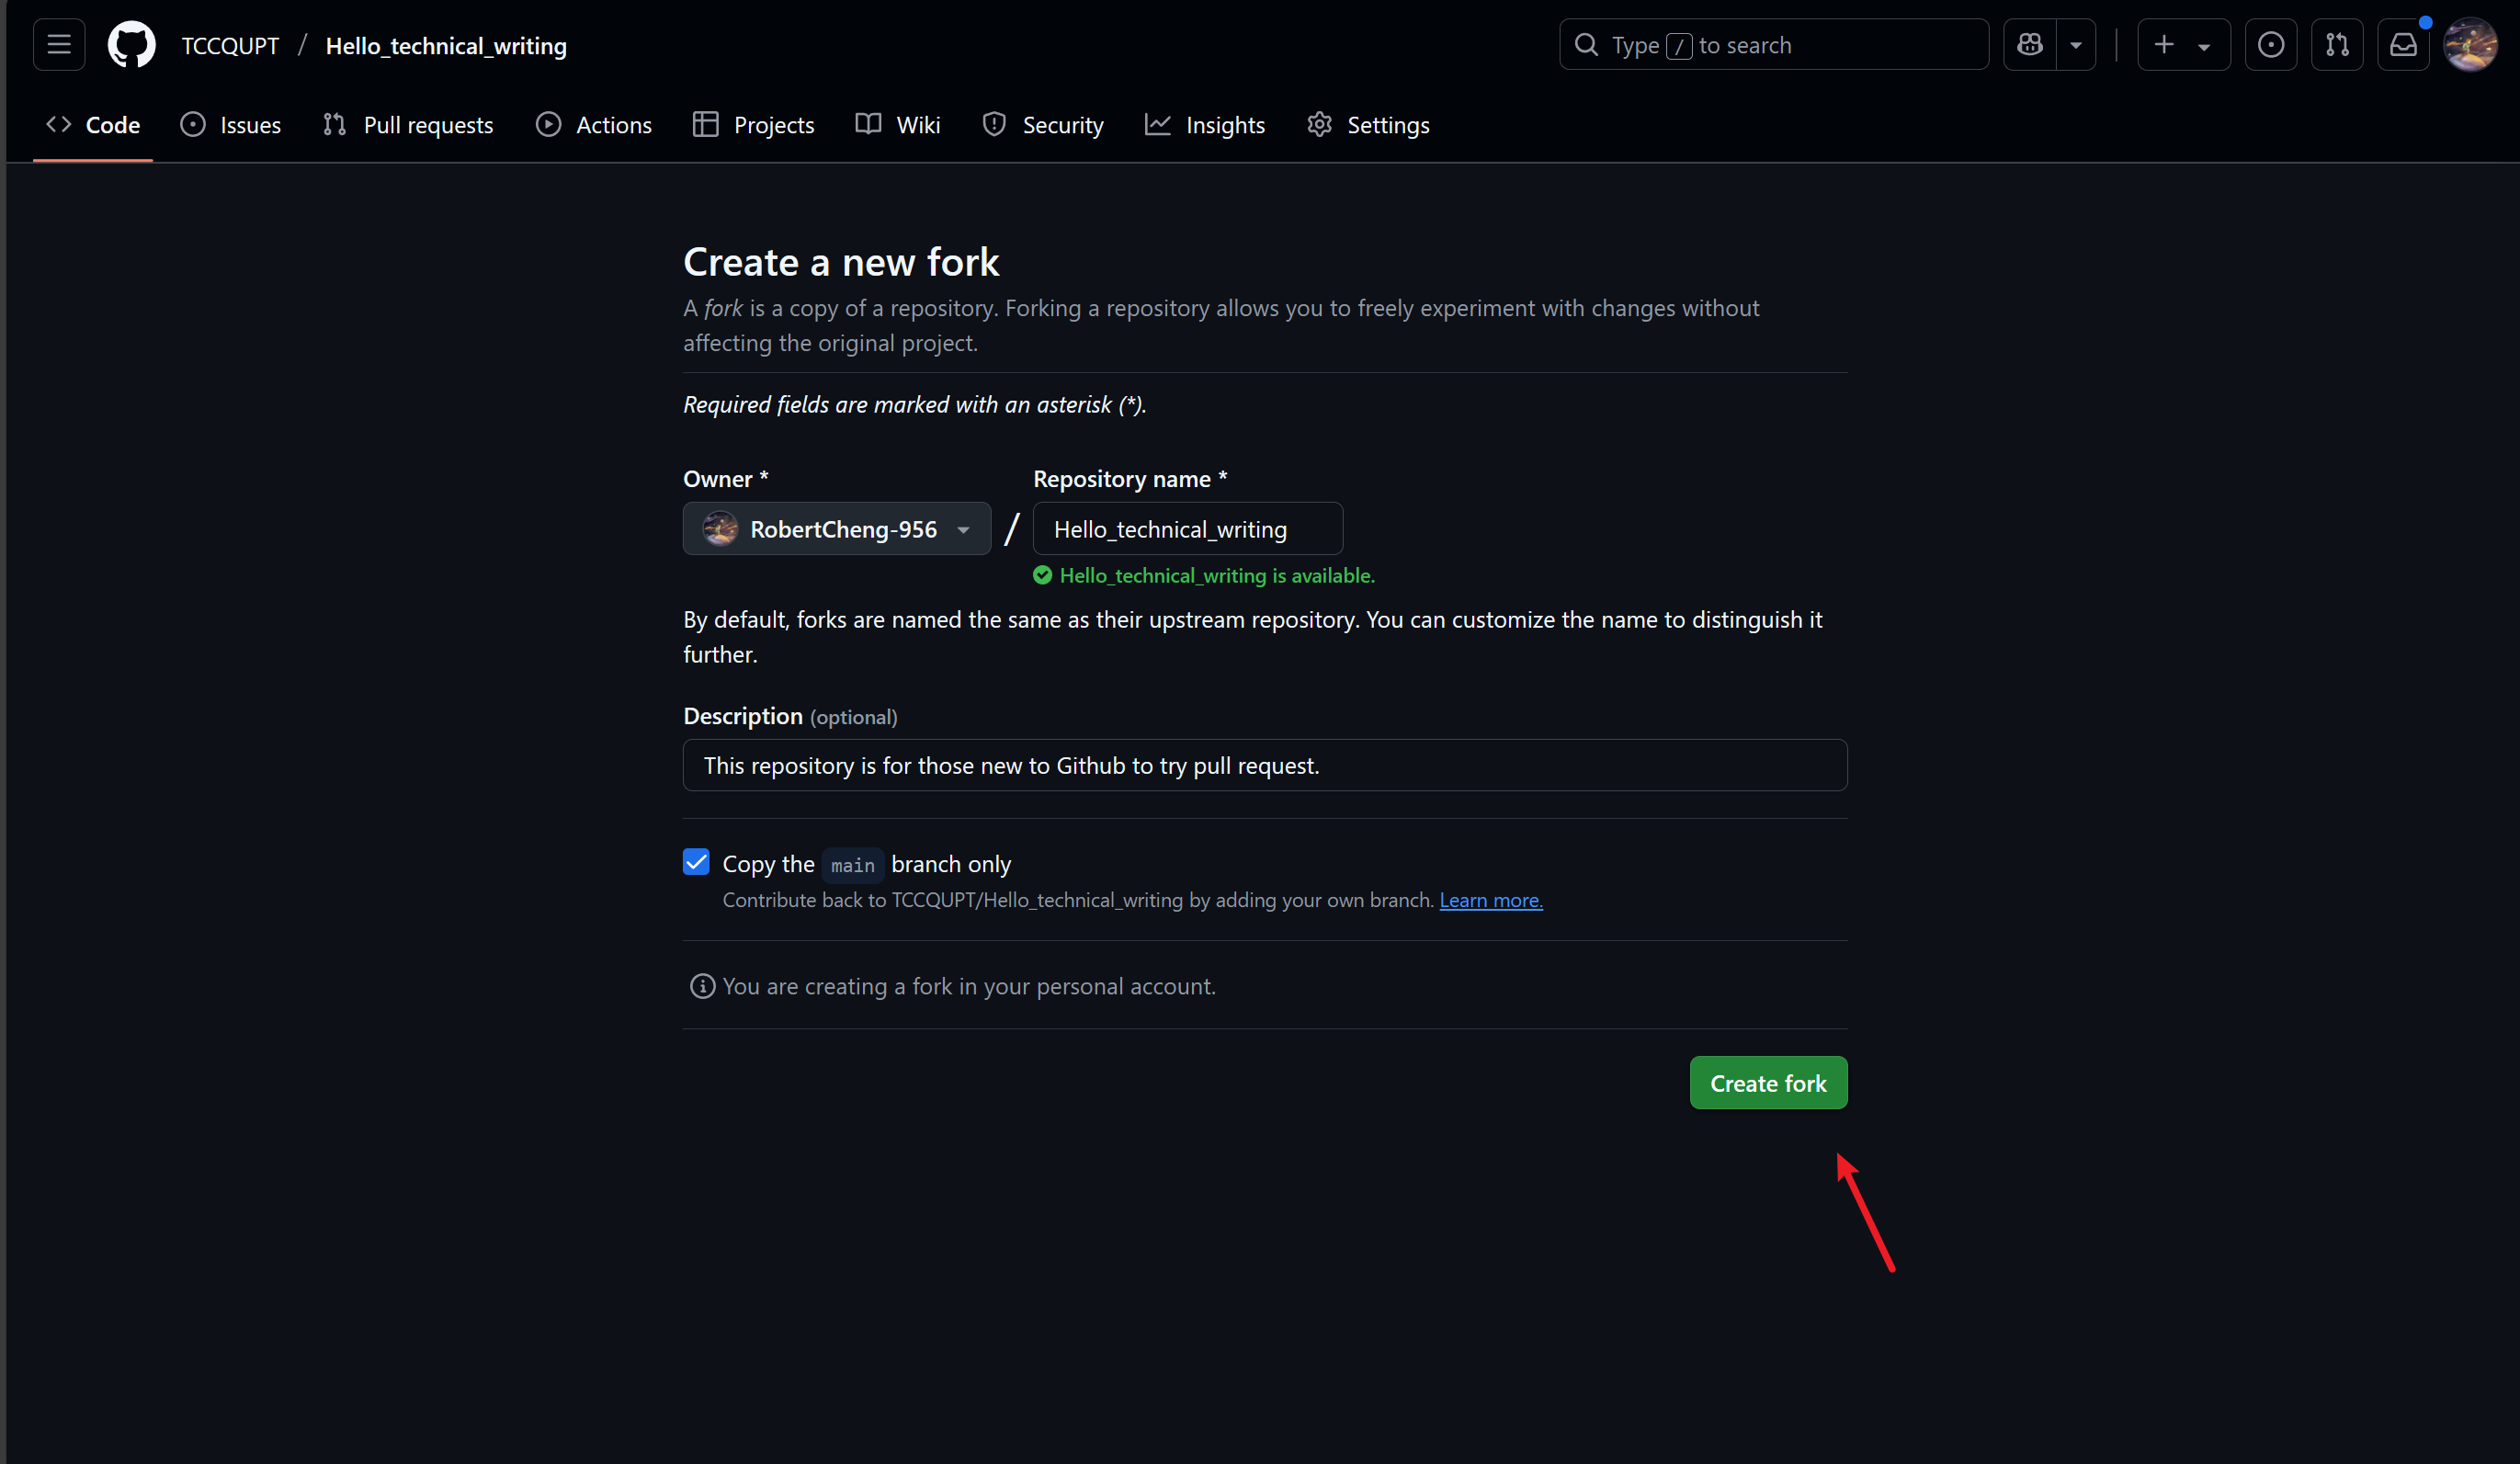 TCCQUPT / Hello_technical_writing
Type / to search
Code Issues Pull requests Actions Projects Wiki Security Insights Settings
Create a new fork
A fork is a copy of a repository. Forking a repository allows you to freely experiment with changes without
affecting the original project.
Required fields are marked with an asterisk (*).
Owner * Repository name *
RobertCheng-956 / Hello_technical_writing
Hello_technical_writing is available.
By default, forks are named the same as their upstream repository. You can customize the name to distinguish it
further.
Description (optional)
This repository is for those new to Github to try pull request.
Copy the main branch only
Contribute back to TCCQUPT/Hello_technical_writing by adding your own branch. Learn more.
You are creating a fork in your personal account.
Create fork